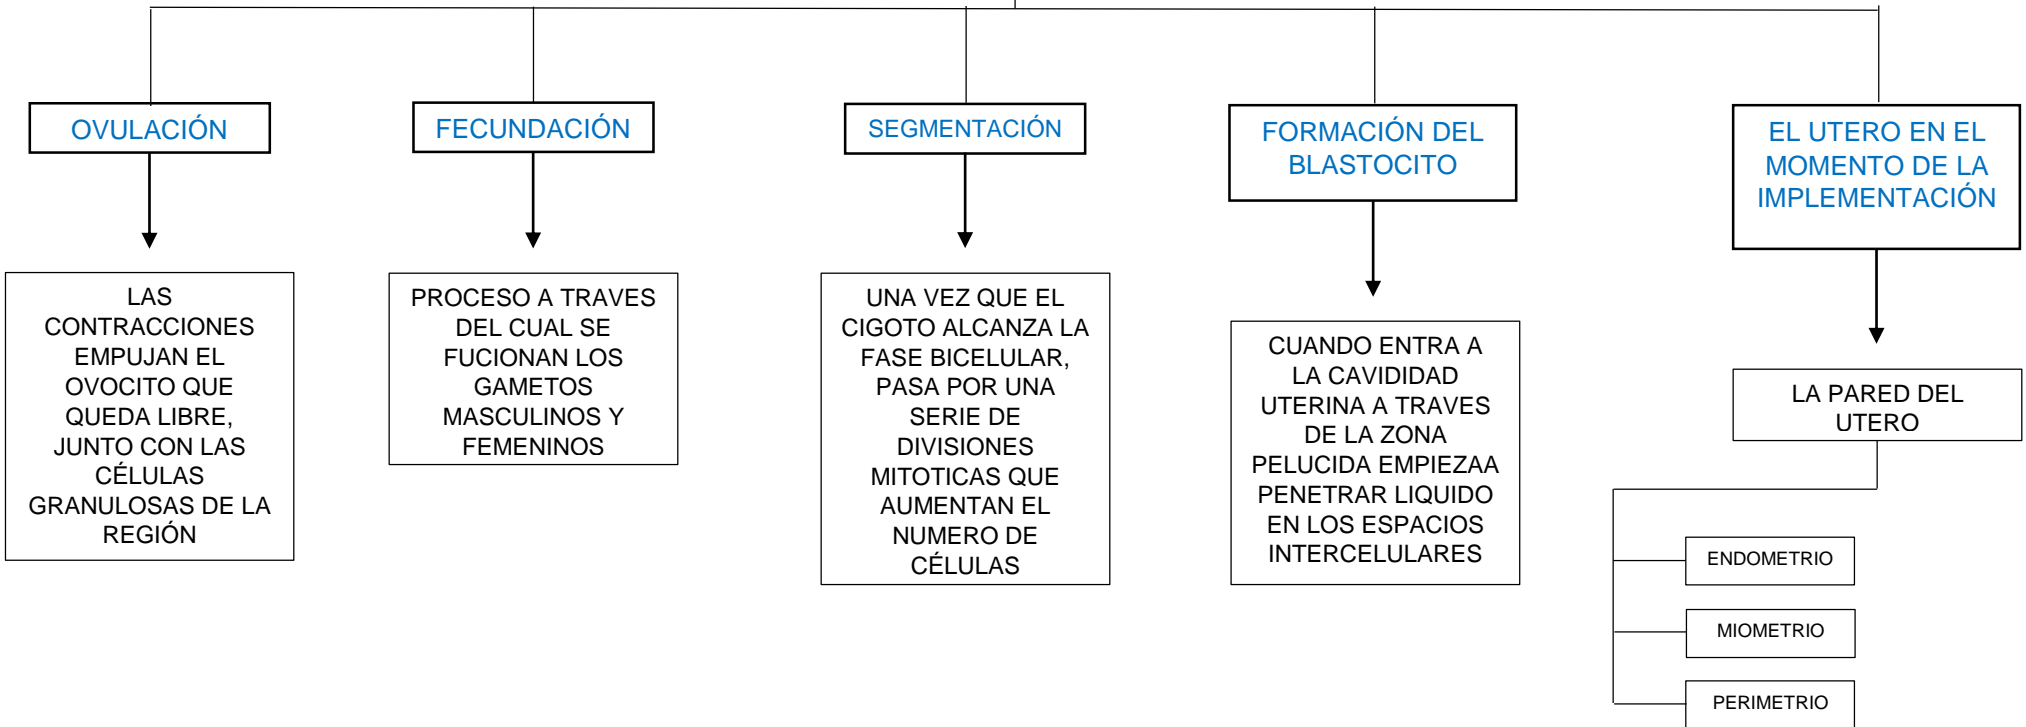 OVULACIÓN
LAS
CONTRACCIONES
EMPUJAN EL
OVOCITO QUE
QUEDA LIBRE,
JUNTO CON LAS
CÉLULAS
GRANULOSAS DE LA
REGIÓN
FECUNDACIÓN
PROCESO A TRAVES
DEL CUAL SE
FUCIONAN LOS
GAMETOS
MASCULINOS Y
FEMENINOS
SEGMENTACIÓN
UNA VEZ QUE EL
CIGOTO ALCANZA LA
FASE BICELULAR,
PASA POR UNA
SERIE DE
DIVISIONES
MITOTICAS QUE
AUMENTAN EL
NUMERO DE
CÉLULAS
FORMACIÓN DEL
BLASTOCITO
CUANDO ENTRA A
LA CAVIDIDAD
UTERINA A TRAVES
DE LA ZONA
PELUCIDA EMPIEZAA
PENETRAR LIQUIDO
EN LOS ESPACIOS
INTERCELULARES
EL UTERO EN EL
MOMENTO DE LA
IMPLEMENTACIÓN
LA PARED DEL
UTERO
ENDOMETRIO
MIOMETRIO
PERIMETRIO